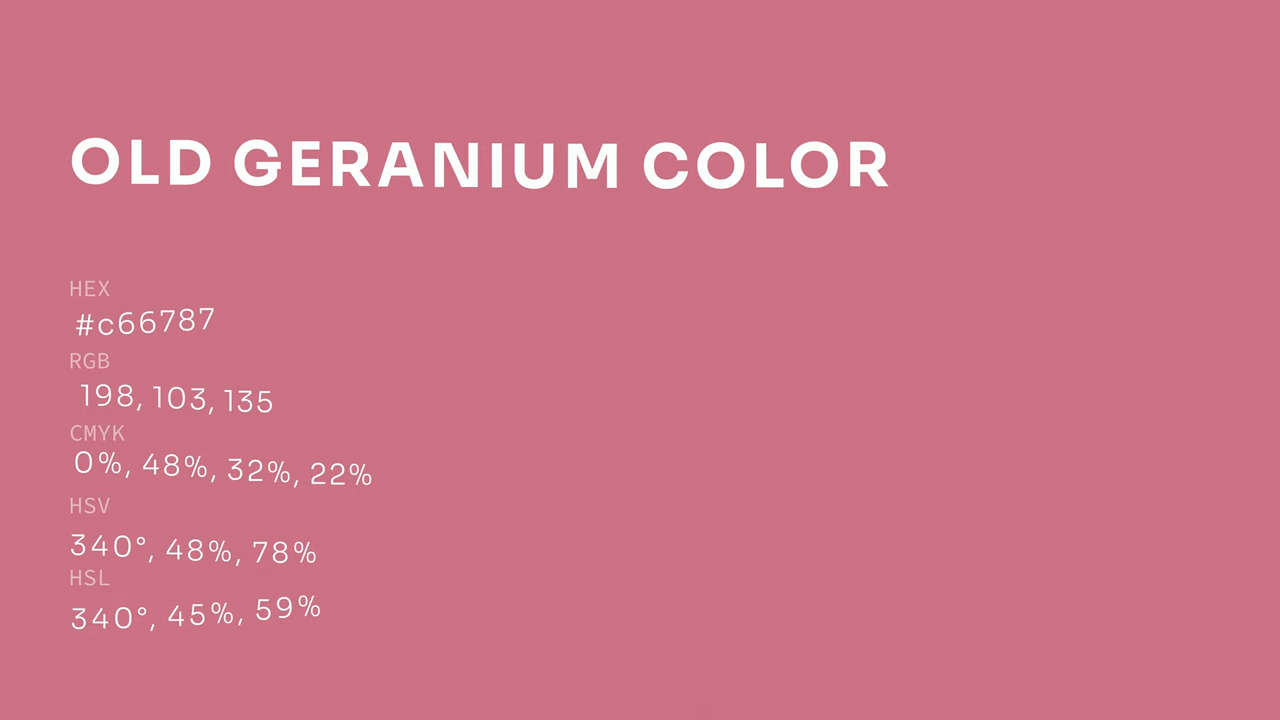 OLD GERANIUM COLOR
HEX
#c66787
RGB
198, 103, 135
CMYK
0%, 48%, 32%, 22%
HSV
340°, 48%, 78%
HSL
340°, 45%, 59%